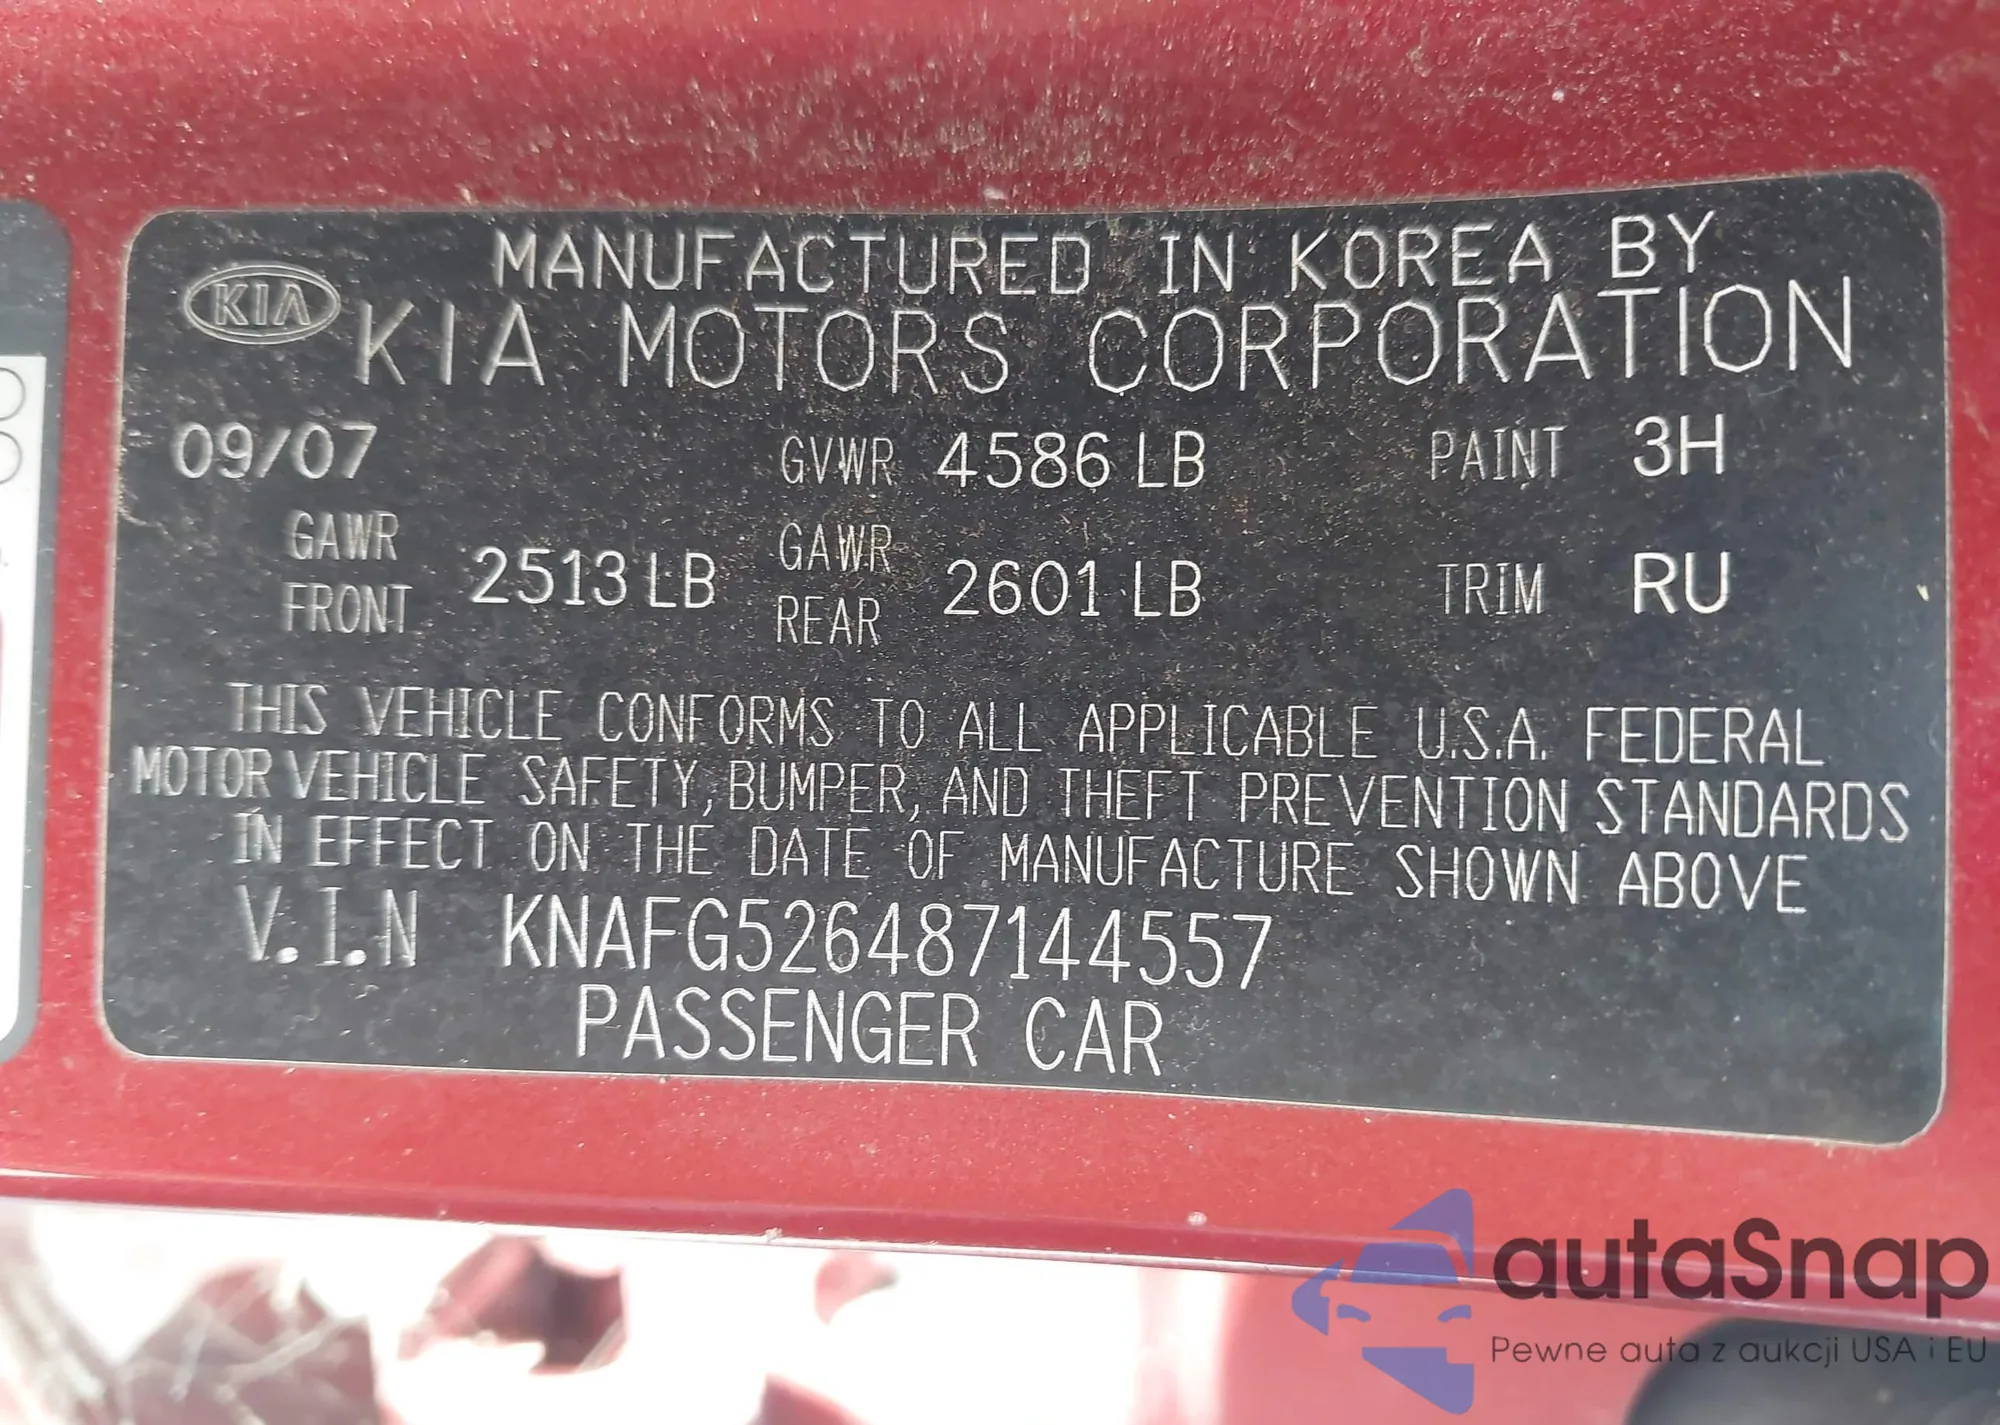 MANUFACTURED IN KOREA BY
KIA
KIA MOTORS CORPORATION
09/07 GVWR 4586 LB PAINT 3H
GAWR FRONT 2513 LB GAWR REAR 2601 LB TRIM RU
THIS VEHICLE CONFORMS TO ALL APPLICABLE U.S.A. FEDERAL
MOTOR VEHICLE SAFETY, BUMPER, AND THEFT PREVENTION STANDARDS
IN EFFECT ON THE DATE OF MANUFACTURE SHOWN ABOVE
V.I.N KNAFG526487144557
PASSENGER CAR
autaSnap
Pewne auta z aukcji USA i EU